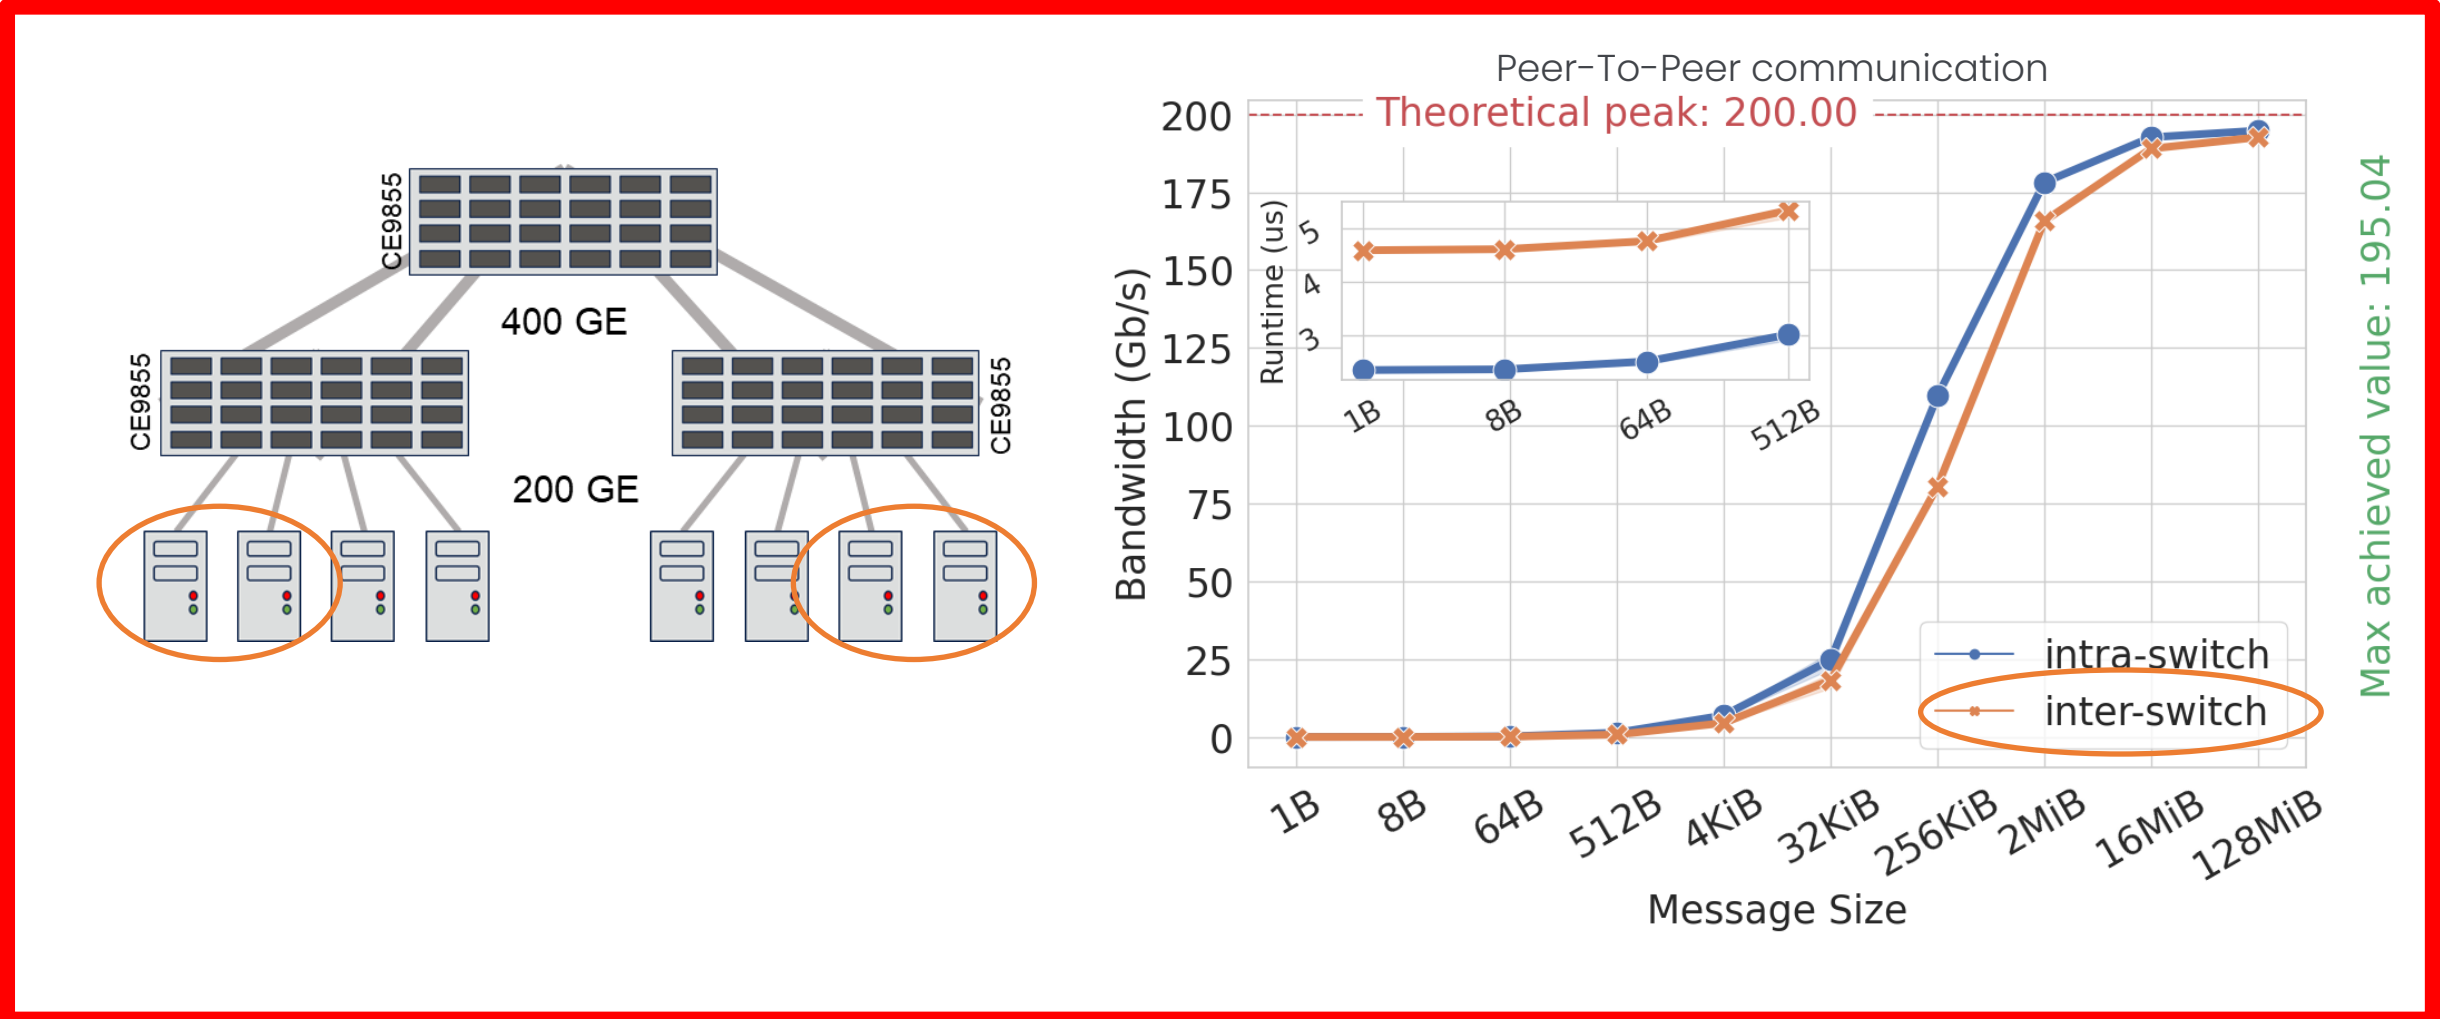 CE9855
400 GE
CE9855
CE9855
200 GE
Peer-To-Peer communication
Theoretical peak: 200.00
200
175
150
125
100
75
50
25
0
Bandwidth (Gb/s)
Runtime (us)
5
4
3
1B
8B
64B
512B
intra-switch
inter-switch
1B
8B
64B
512B
4KiB
32KiB
256KiB
2MiB
16MiB
128MiB
Message Size
Max achieved value: 195.04